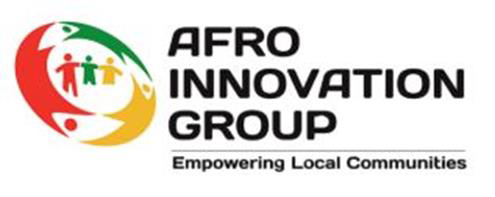 AFRO
INNOVATION
GROUP
Empowering Local Communities